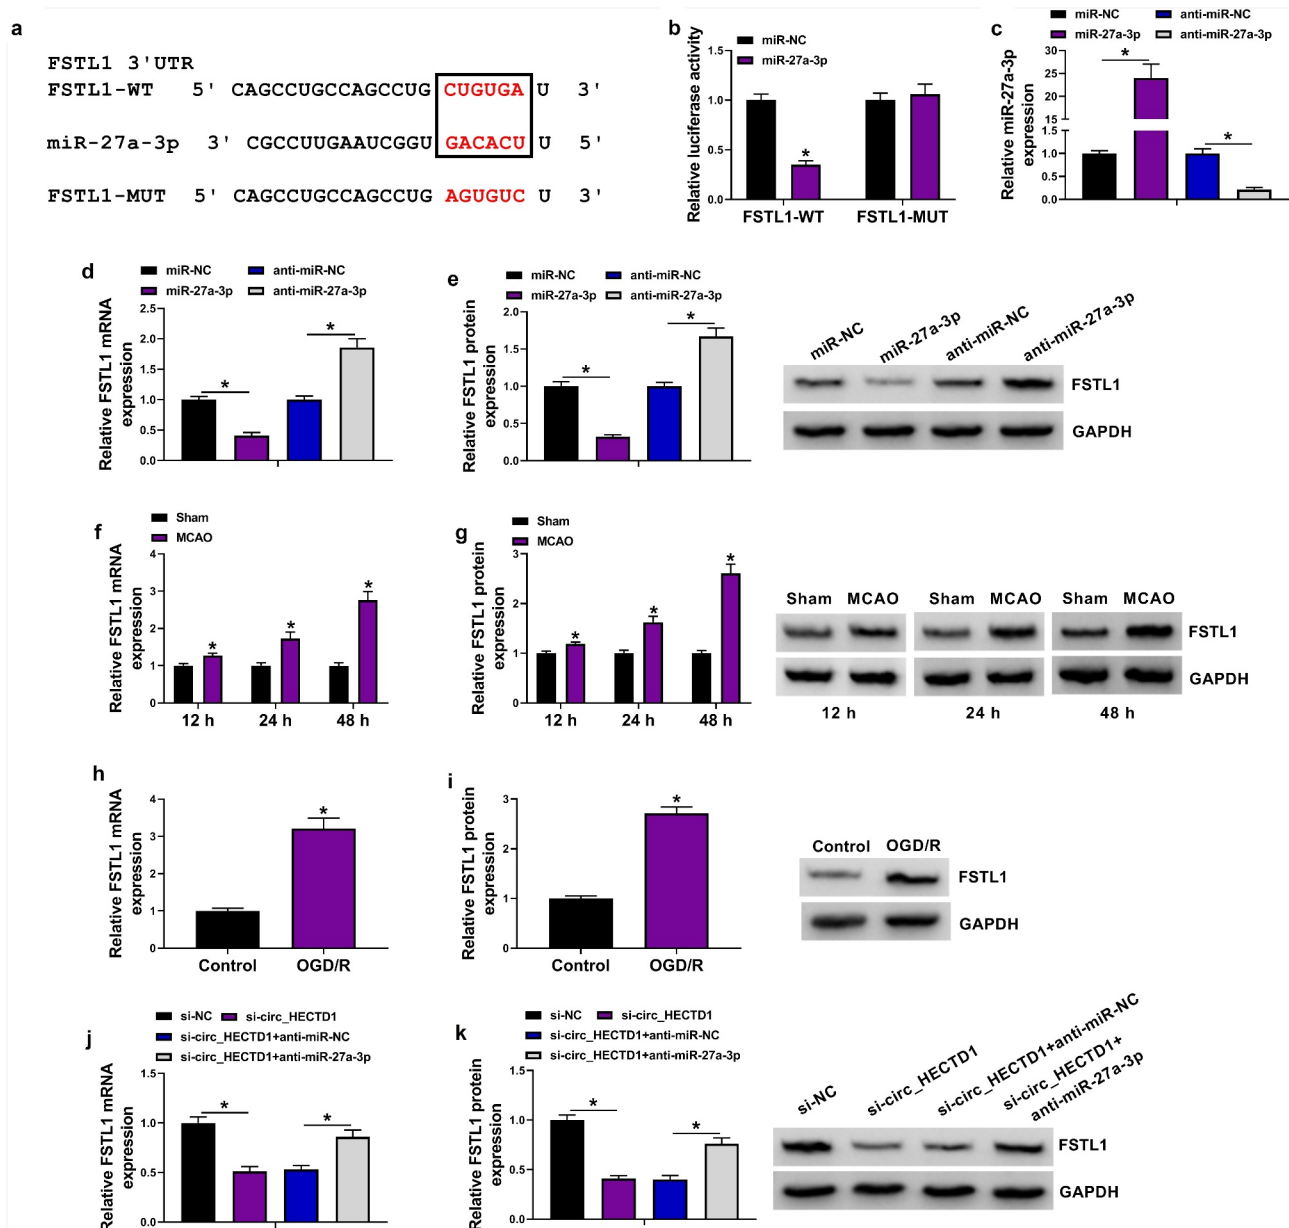 a
FSTL1 3'UTR
FSTL1-WT 5' CAGCCUGCCAGCCUG CUGUGA U 3'
miR-27a-3p 3' CGCCUUGAAUCGGU GACACU U 5'
FSTL1-MUT 5' CAGCCUGCCAGCCUG AGUGUC U 3'
b
miR-NC
miR-27a-3p
Relative luciferase activity
1.5
1.0
0.5
0.0
*
FSTL1-WT FSTL1-MUT
c
miR-NC anti-miR-NC
miR-27a-3p anti-miR-27a-3p
Relative miR-27a-3p
expression
30
25
20
15
1.5
1.0
0.5
0.0
* *
d
miR-NC anti-miR-NC
miR-27a-3p anti-miR-27a-3p
Relative FSTL1 mRNA
expression
2.5
2.0
1.5
1.0
0.5
0.0
* *
e
miR-NC anti-miR-NC
miR-27a-3p anti-miR-27a-3p
Relative FSTL1 protein
expression
2.0
1.5
1.0
0.5
0.0
* *
miR-NC miR-27a-3p anti-miR-NC anti-miR-27a-3p
FSTL1
GAPDH
f
Sham
MCAO
Relative FSTL1 mRNA
expression
4
3
2
1
0
* * *
12 h 24 h 48 h
g
Sham
MCAO
Relative FSTL1 protein
expression
3
2
1
0
* * *
12 h 24 h 48 h
Sham MCAO Sham MCAO Sham MCAO
FSTL1
GAPDH
12 h 24 h 48 h
h
Relative FSTL1 mRNA
expression
4
3
2
1
0
*
Control OGD/R
i
Relative FSTL1 protein
expression
3
2
1
0
*
Control OGD/R
Control OGD/R
FSTL1
GAPDH
j
si-NC si-circ_HECTD1
si-circ_HECTD1+anti-miR-NC
si-circ_HECTD1+anti-miR-27a-3p
Relative FSTL1 mRNA
expression
1.5
1.0
0.5
0.0
* *
k
si-NC si-circ_HECTD1
si-circ_HECTD1+anti-miR-NC
si-circ_HECTD1+anti-miR-27a-3p
Relative FSTL1 protein
expression
1.5
1.0
0.5
0.0
* *
si-NC
si-circ_HECTD1
si-circ_HECTD1+anti-miR-NC
si-circ_HECTD1+
anti-miR-27a-3p
FSTL1
GAPDH